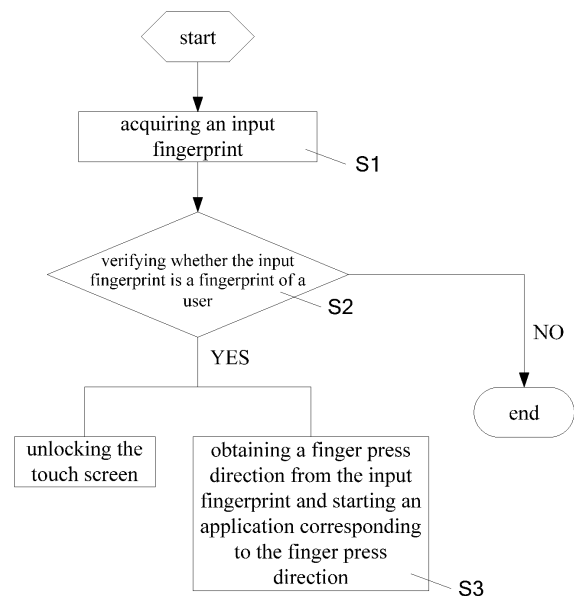 start
acquiring an input
fingerprint
S1
verifying whether the input
fingerprint is a fingerprint of a
user
S2
NO
YES
end
unlocking the
touch screen
obtaining a finger press
direction from the input
fingerprint and starting an
application corresponding
to the finger press
direction
S3